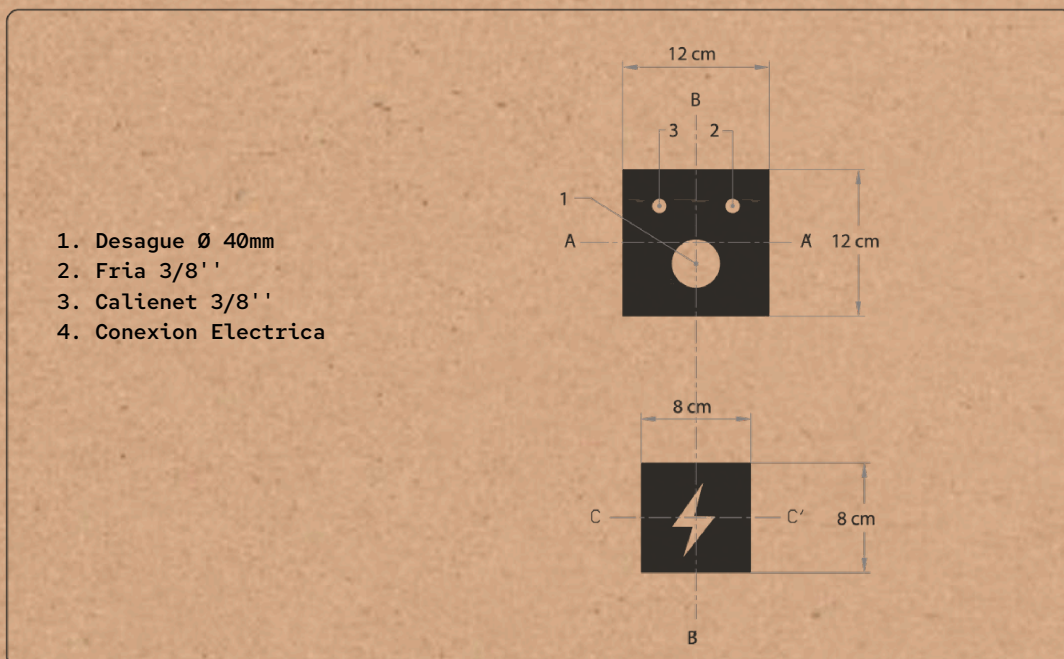 12 cm
B
3 2
1
A A' 12 cm
1. Desague Ø 40mm
2. Fria 3/8''
3. Calienet 3/8''
4. Conexion Electrica
8 cm
C C' 8 cm
B'